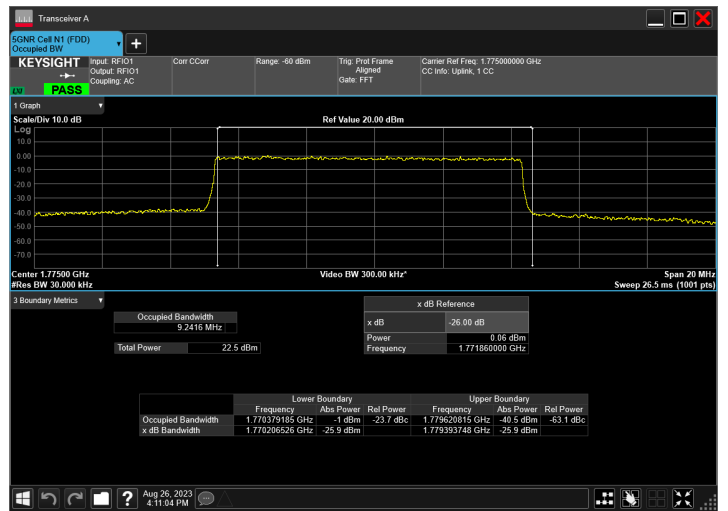 Transceiver A
5GNR Cell N1 (FDD)
Occupied BW
KEYSIGHT
Input: RFIO1
Output: RFIO1
Coupling: AC
Corr CCorr
Range: -60 dBm
Trig: Prot Frame
Aligned
Gate: FFT
Carrier Ref Freq: 1.775000000 GHz
CC Info: Uplink, 1 CC
PASS
1 Graph
Scale/Div 10.0 dB
Ref Value 20.00 dBm
Log
10.0
0.00
-10.0
-20.0
-30.0
-40.0
-50.0
-60.0
-70.0
Center 1.77500 GHz
Video BW 300.00 kHz*
Span 20 MHz
#Res BW 30.000 kHz
Sweep 26.5 ms (1001 pts)
3 Boundary Metrics
x dB Reference
Occupied Bandwidth
9.2416 MHz
x dB -26.00 dB
Power 0.06 dBm
Total Power 22.5 dBm
Frequency 1.771860000 GHz
Lower Boundary Upper Boundary
Frequency Abs Power Rel Power Frequency Abs Power Rel Power
Occupied Bandwidth 1.770379185 GHz -1 dBm -23.7 dBc 1.779620815 GHz -40.5 dBm -63.1 dBc
x dB Bandwidth 1.770206526 GHz -25.9 dBm 1.779393748 GHz -25.9 dBm
Aug 26, 2023
4:11:04 PM